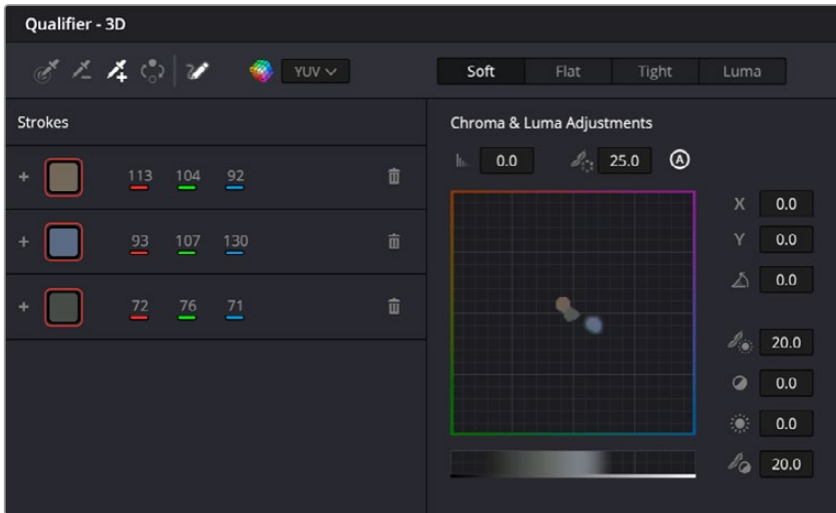 Qualifier - 3D
YUV
Soft Flat Tight Luma
Strokes
113 104 92
93 107 130
72 76 71
Chroma & Luma Adjustments
0.0 25.0 A
X 0.0
Y 0.0
0.0
20.0
0.0
0.0
20.0